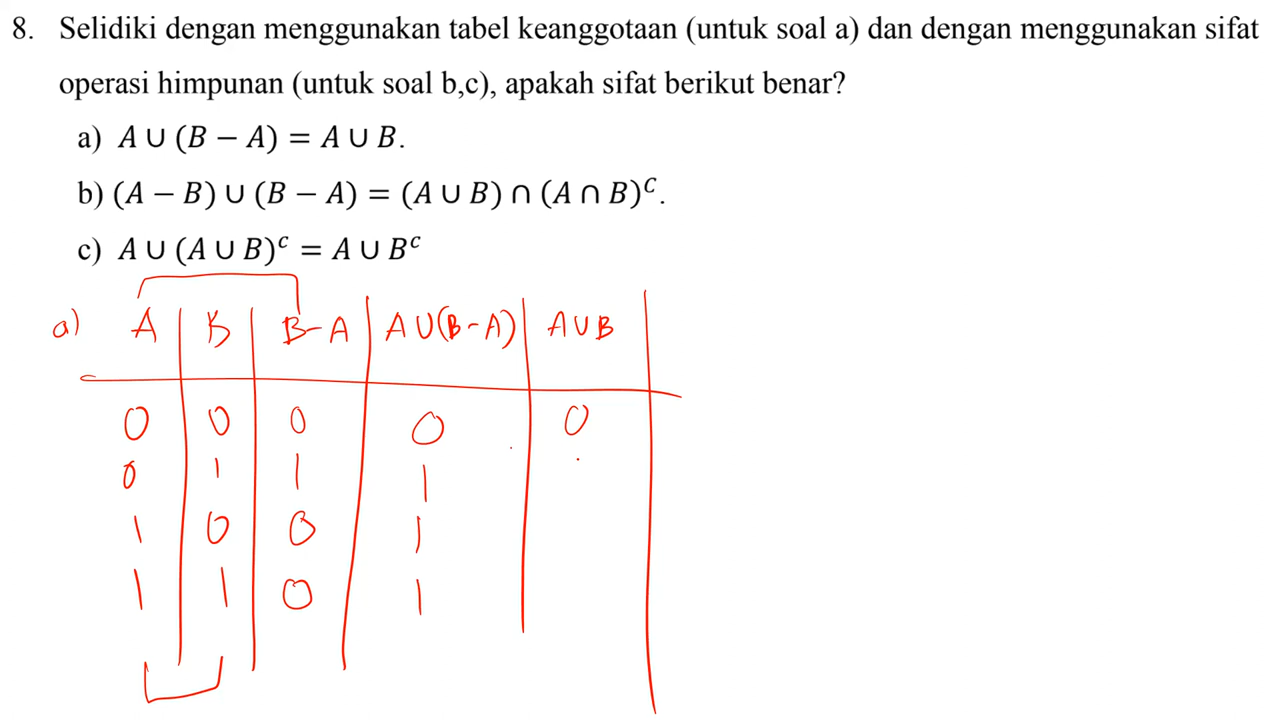 8. Selidiki dengan menggunakan tabel keanggotaan (untuk soal a) dan dengan menggunakan sifat
operasi himpunan (untuk soal b,c), apakah sifat berikut benar?
a) A ∪ (B − A) = A ∪ B.
b) (A − B) ∪ (B − A) = (A ∪ B) ∩ (A ∩ B)ᶜ.
c) A ∪ (A ∪ B)ᶜ = A ∪ Bᶜ
a) A B B-A A∪(B-A) A∪B
0 0 0 0 0
0 1 1 1
1 0 0 1
1 1 0 1